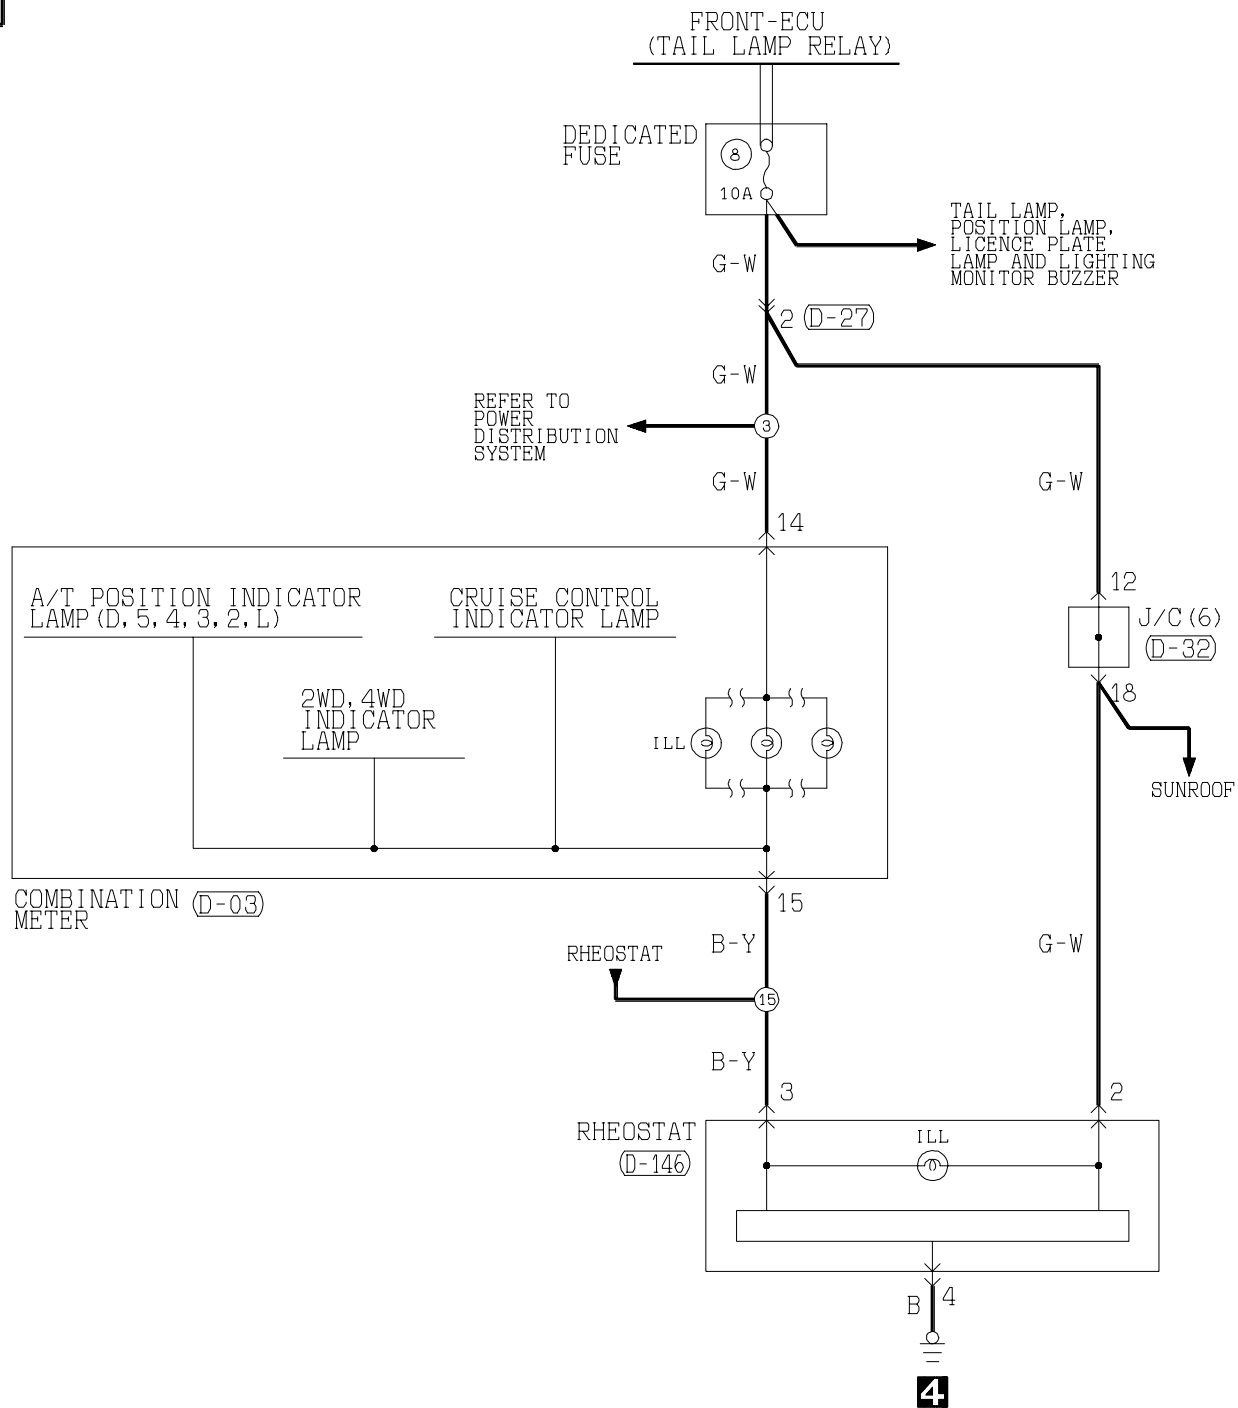 FRONT-ECU
(TAIL LAMP RELAY)
DEDICATED
FUSE
8
10A
TAIL LAMP,
POSITION LAMP,
LICENCE PLATE
LAMP AND LIGHTING
MONITOR BUZZER
G-W
2 (D-27)
G-W
REFER TO
POWER
DISTRIBUTION
SYSTEM
3
G-W
G-W
14
12
J/C(6)
(D-32)
18
SUNROOF
A/T POSITION INDICATOR
LAMP(D,5,4,3,2,L)
CRUISE CONTROL
INDICATOR LAMP
2WD,4WD
INDICATOR
LAMP
ILL
COMBINATION
METER
(D-03)
15
B-Y
G-W
RHEOSTAT
15
B-Y
3
2
RHEOSTAT
(D-146)
ILL
B
4
4